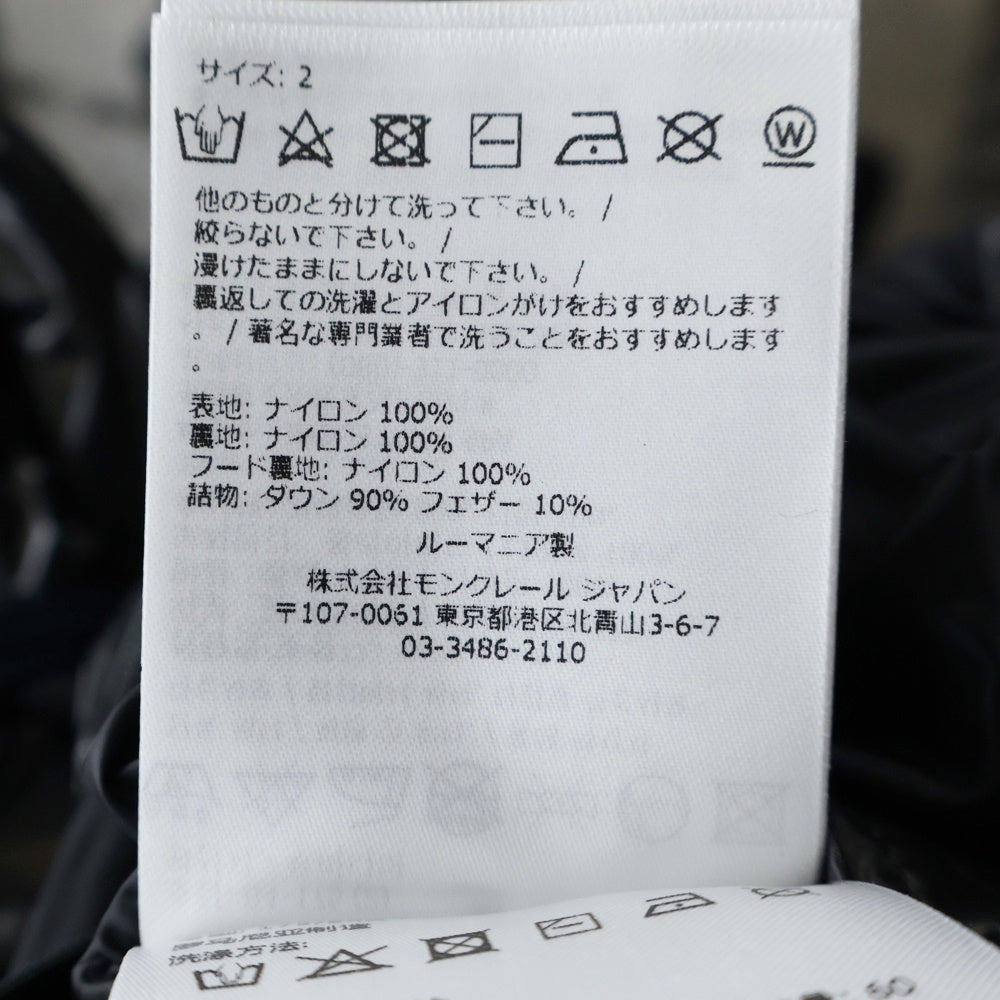 サイズ: 2
W
他のものと分けて洗って下さい。 /
絞らないで下さい。 /
浸けたままにしないで下さい。 /
裏返しての洗濯とアイロンがけをおすすめします
。 / 著名な専門業者で洗うことをおすすめします
。
表地: ナイロン 100%
裏地: ナイロン 100%
フード裏地: ナイロン 100%
詰物: ダウン 90% フェザー 10%
ルーマニア製
株式会社モンクレール ジャパン
〒107-0061 東京都港区北青山3-6-7
03-3486-2110
洗涤方法: